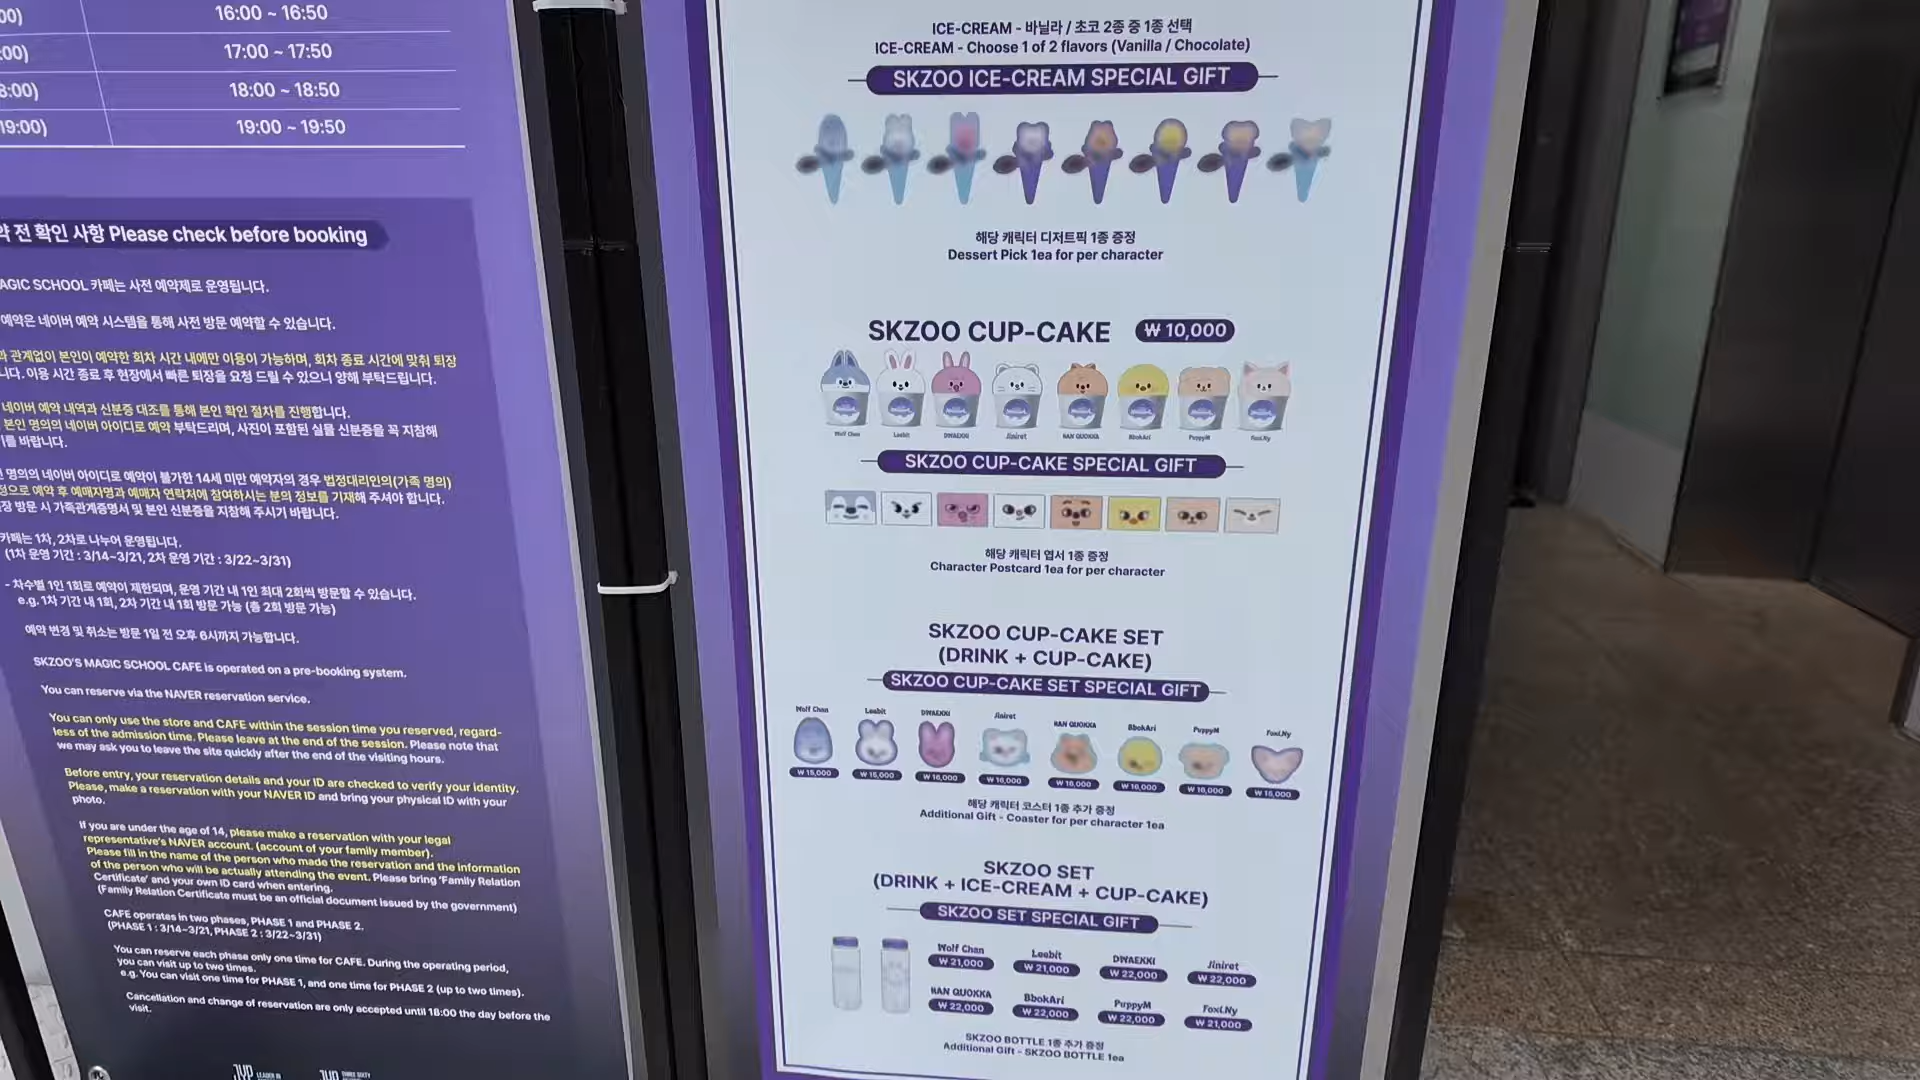 00)
16:00 ~ 16:50
:00)
17:00 ~ 17:50
8:00)
18:00 ~ 18:50
19:00)
19:00 ~ 19:50
약 전 확인 사항 Please check before booking
AGIC SCHOOL 카페는 사전 예약제로 운영됩니다.
예약은 네이버 예약 시스템을 통해 사전 방문 예약할 수 있습니다.
과 관계없이 본인이 예약한 회차 시간 내에만 이용이 가능하며, 회차 종료 시간에 맞춰 퇴장
니다. 이용 시간 종료 후 현장에서 빠른 퇴장을 요청 드릴 수 있으니 양해 부탁드립니다.
네이버 예약 내역과 신분증 대조를 통해 본인 확인 절차를 진행합니다.
본인 명의의 네이버 아이디로 예약 부탁드리며, 사진이 포함된 실물 신분증을 꼭 지참해
기를 바랍니다.
명의의 네이버 아이디로 예약이 불가한 14세 미만 예약자의 경우 법정대리인의(가족 명의)
정으로 예약 후 예매자명과 예매자 연락처에 참여하시는 분의 정보를 기재해 주셔야 합니다.
장 방문 시 가족관계증명서 및 본인 신분증을 지참해 주시기 바랍니다.
카페는 1차, 2차로 나누어 운영됩니다.
(1차 운영 기간 : 3/14~3/21, 2차 운영 기간 : 3/22~3/31)
- 차수별 1인 1회로 예약이 제한되며, 운영 기간 내 1인 최대 2회씩 방문할 수 있습니다.
e.g. 1차 기간 내 1회, 2차 기간 내 1회 방문 가능 (총 2회 방문 가능)
예약 변경 및 취소는 방문 1일 전 오후 6시까지 가능합니다.
SKZOO'S MAGIC SCHOOL CAFE is operated on a pre-booking system.
You can reserve via the NAVER reservation service.
You can only use the store and CAFE within the session time you reserved, regard-
less of the admission time. Please leave at the end of the session. Please note that
we may ask you to leave the site quickly after the end of the visiting hours.
Before entry, your reservation details and your ID are checked to verify your identity.
Please, make a reservation with your NAVER ID and bring your physical ID with your
photo.
If you are under the age of 14, please make a reservation with your legal
representative's NAVER account. (account of your family member).
Please fill in the name of the person who made the reservation and the information
of the person who will be actually attending the event. Please bring 'Family Relation
Certificate' and your own ID card when entering.
(Family Relation Certificate must be an official document issued by the government)
CAFE operates in two phases, PHASE 1 and PHASE 2.
(PHASE 1 : 3/14~3/21, PHASE 2 : 3/22~3/31)
You can reserve each phase only one time for CAFE. During the operating period,
you can visit up to two times.
e.g. You can visit one time for PHASE 1, and one time for PHASE 2 (up to two times).
Cancellation and change of reservation are only accepted until 18:00 the day before the
visit.
JYP
JYP
ICE-CREAM - 바닐라 / 초코 2종 중 1종 선택
ICE-CREAM - Choose 1 of 2 flavors (Vanilla / Chocolate)
SKZOO ICE-CREAM SPECIAL GIFT
해당 캐릭터 디저트픽 1종 증정
Dessert Pick 1ea for per character
SKZOO CUP-CAKE ₩ 10,000
Wolf Chan Leebit DWAEKKI Jiniret HAN QUOKKA BbokAri PuppyM FoxI.Ny
SKZOO CUP-CAKE SPECIAL GIFT
해당 캐릭터 엽서 1종 증정
Character Postcard 1ea for per character
SKZOO CUP-CAKE SET
(DRINK + CUP-CAKE)
SKZOO CUP-CAKE SET SPECIAL GIFT
Wolf Chan Leebit DWAEKKI Jiniret HAN QUOKKA BbokAri PuppyM FoxI.Ny
₩ 15,000 ₩ 15,000 ₩ 16,000 ₩ 16,000 ₩ 16,000 ₩ 16,000 ₩ 16,000 ₩ 15,000
해당 캐릭터 코스터 1종 추가 증정
Additional Gift - Coaster for per character 1ea
SKZOO SET
(DRINK + ICE-CREAM + CUP-CAKE)
SKZOO SET SPECIAL GIFT
Wolf Chan Leebit DWAEKKI Jiniret
₩ 21,000 ₩ 21,000 ₩ 22,000 ₩ 22,000
HAN QUOKKA BbokAri PuppyM FoxI.Ny
₩ 22,000 ₩ 22,000 ₩ 22,000 ₩ 21,000
SKZOO BOTTLE 1종 추가 증정
Additional Gift - SKZOO BOTTLE 1ea